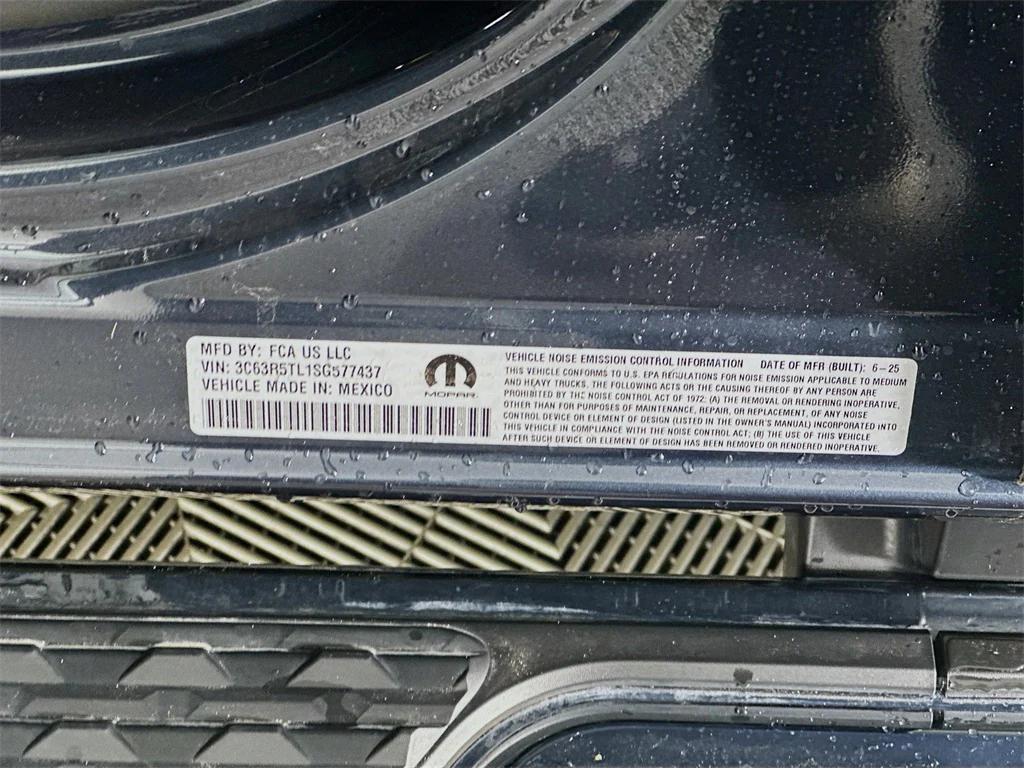 MFD BY: FCA US LLC
VIN: 3C63R5TL1SG577437
VEHICLE MADE IN: MEXICO
MOPAR
VEHICLE NOISE EMISSION CONTROL INFORMATION DATE OF MFR (BUILT): 6-25
THIS VEHICLE CONFORMS TO U.S. EPA REGULATIONS FOR NOISE EMISSION APPLICABLE TO MEDIUM
AND HEAVY TRUCKS. THE FOLLOWING ACTS OR THE CAUSING THEREOF BY ANY PERSON ARE
PROHIBITED BY THE NOISE CONTROL ACT OF 1972: (A) THE REMOVAL OR RENDERING INOPERATIVE,
OTHER THAN FOR PURPOSES OF MAINTENANCE, REPAIR, OR REPLACEMENT, OF ANY NOISE
CONTROL DEVICE OR ELEMENT OF DESIGN (LISTED IN THE OWNER'S MANUAL) INCORPORATED INTO
THIS VEHICLE IN COMPLIANCE WITH THE NOISE CONTROL ACT; (B) THE USE OF THIS VEHICLE
AFTER SUCH DEVICE OR ELEMENT OF DESIGN HAS BEEN REMOVED OR RENDERED INOPERATIVE.